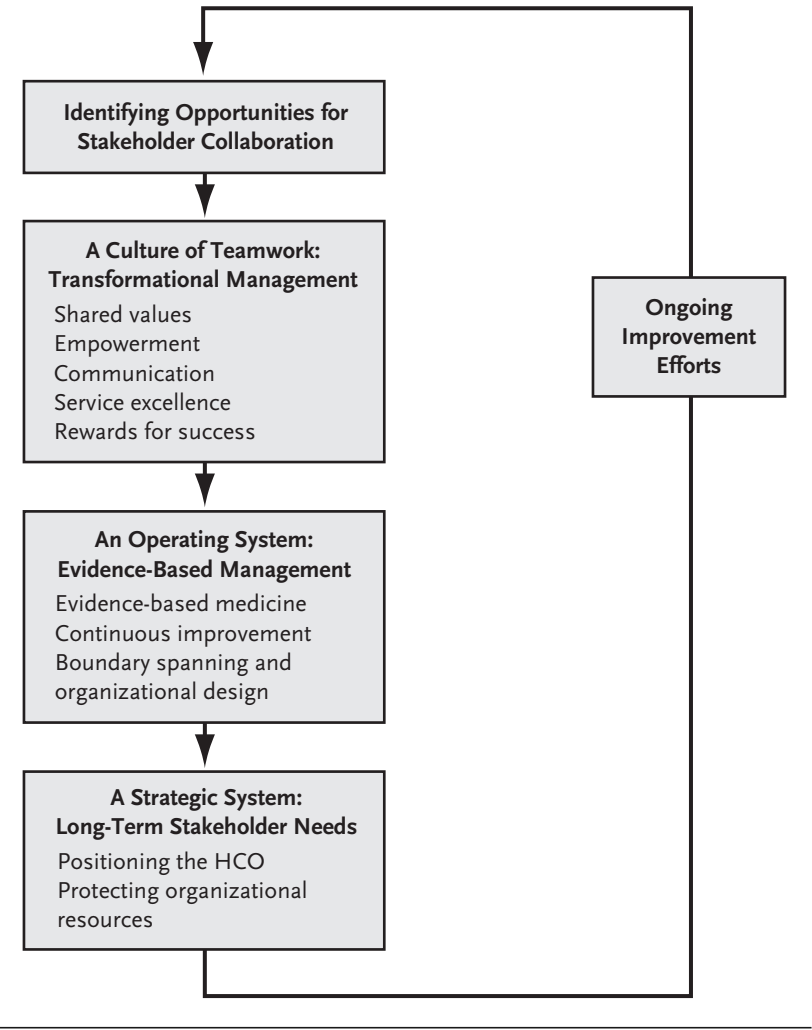 Identifying Opportunities for
Stakeholder Collaboration
A Culture of Teamwork:
Transformational Management
Shared values
Empowerment
Communication
Service excellence
Rewards for success
Ongoing
Improvement
Efforts
An Operating System:
Evidence-Based Management
Evidence-based medicine
Continuous improvement
Boundary spanning and
organizational design
A Strategic System:
Long-Term Stakeholder Needs
Positioning the HCO
Protecting organizational
resources